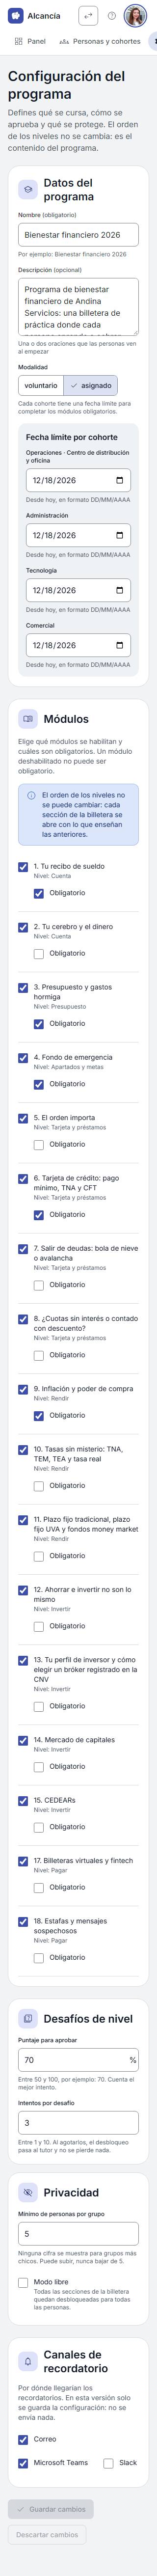 Alcancía
Panel
Personas y cohortes
Configuración del
programa
Defines qué se cursa, cómo se
aprueba y qué se protege. El orden
de los niveles no se cambia: es el
contenido del programa.
Datos del
programa
Nombre (obligatorio)
Bienestar financiero 2026
Por ejemplo: Bienestar financiero 2026
Descripción (opcional)
Programa de bienestar
financiero de Andina
Servicios: una billetera de
práctica donde cada
Una o dos oraciones que las personas ven
al empezar
Modalidad
voluntario
asignado
Cada cohorte tiene una fecha límite para
completar los módulos obligatorios.
Fecha límite por cohorte
Operaciones · Centro de distribución
y oficina
12/18/2026
Desde hoy, en formato DD/MM/AAAA
Administración
12/18/2026
Desde hoy, en formato DD/MM/AAAA
Tecnología
12/18/2026
Desde hoy, en formato DD/MM/AAAA
Comercial
12/18/2026
Desde hoy, en formato DD/MM/AAAA
Módulos
Elige qué módulos se habilitan y
cuáles son obligatorios. Un módulo
deshabilitado no puede ser
obligatorio.
El orden de los niveles no
se puede cambiar: cada
sección de la billetera se
abre con lo que enseñan
las anteriores.
1. Tu recibo de sueldo
Nivel: Cuenta
Obligatorio
2. Tu cerebro y el dinero
Nivel: Cuenta
Obligatorio
3. Presupuesto y gastos
hormiga
Nivel: Presupuesto
Obligatorio
4. Fondo de emergencia
Nivel: Apartados y metas
Obligatorio
5. El orden importa
Nivel: Tarjeta y préstamos
Obligatorio
6. Tarjeta de crédito: pago
mínimo, TNA y CFT
Nivel: Tarjeta y préstamos
Obligatorio
7. Salir de deudas: bola de nieve
o avalancha
Nivel: Tarjeta y préstamos
Obligatorio
8. ¿Cuotas sin interés o contado
con descuento?
Nivel: Tarjeta y préstamos
Obligatorio
9. Inflación y poder de compra
Nivel: Rendir
Obligatorio
10. Tasas sin misterio: TNA,
TEM, TEA y tasa real
Nivel: Rendir
Obligatorio
11. Plazo fijo tradicional, plazo
fijo UVA y fondos money market
Nivel: Rendir
Obligatorio
12. Ahorrar e invertir no son lo
mismo
Nivel: Invertir
Obligatorio
13. Tu perfil de inversor y cómo
elegir un bróker registrado en la
CNV
Nivel: Invertir
Obligatorio
14. Mercado de capitales
Nivel: Invertir
Obligatorio
15. CEDEARs
Nivel: Invertir
Obligatorio
17. Billeteras virtuales y fintech
Nivel: Pagar
Obligatorio
18. Estafas y mensajes
sospechosos
Nivel: Pagar
Obligatorio
Desafíos de nivel
Puntaje para aprobar
70 %
Entre 50 y 100, por ejemplo: 70. Cuenta el
mejor intento.
Intentos por desafío
3
Entre 1 y 10. Al agotarlos, el desbloqueo
pasa al tutor y no se pierde nada.
Privacidad
Mínimo de personas por grupo
5
Ninguna cifra se muestra para grupos más
chicos. Puede subir, nunca bajar de 5.
Modo libre
Todas las secciones de la billetera
quedan desbloqueadas para todas
las personas.
Canales de
recordatorio
Por dónde llegarían los
recordatorios. En esta versión solo
se guarda la configuración: no se
envía nada.
Correo
Microsoft Teams
Slack
Guardar cambios
Descartar cambios